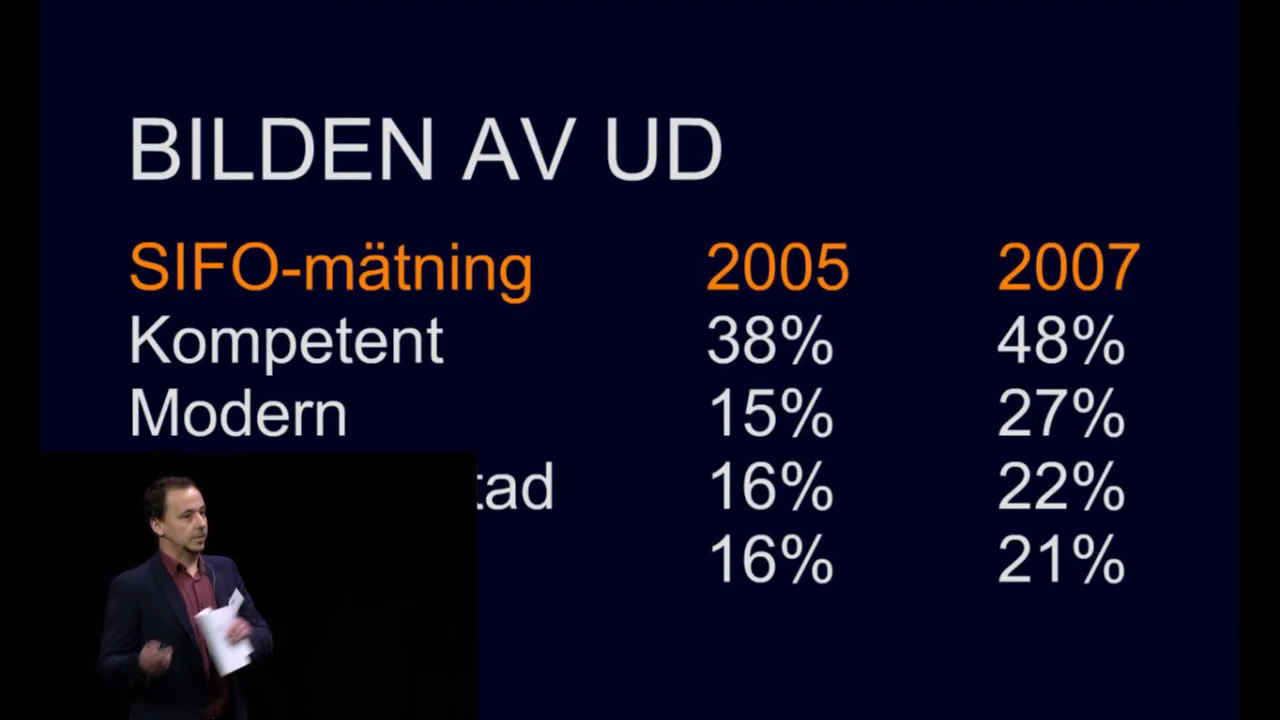 BILDEN AV UD
SIFO-mätning 2005 2007
Kompetent 38% 48%
Modern 15% 27%
16% 22%
16% 21%